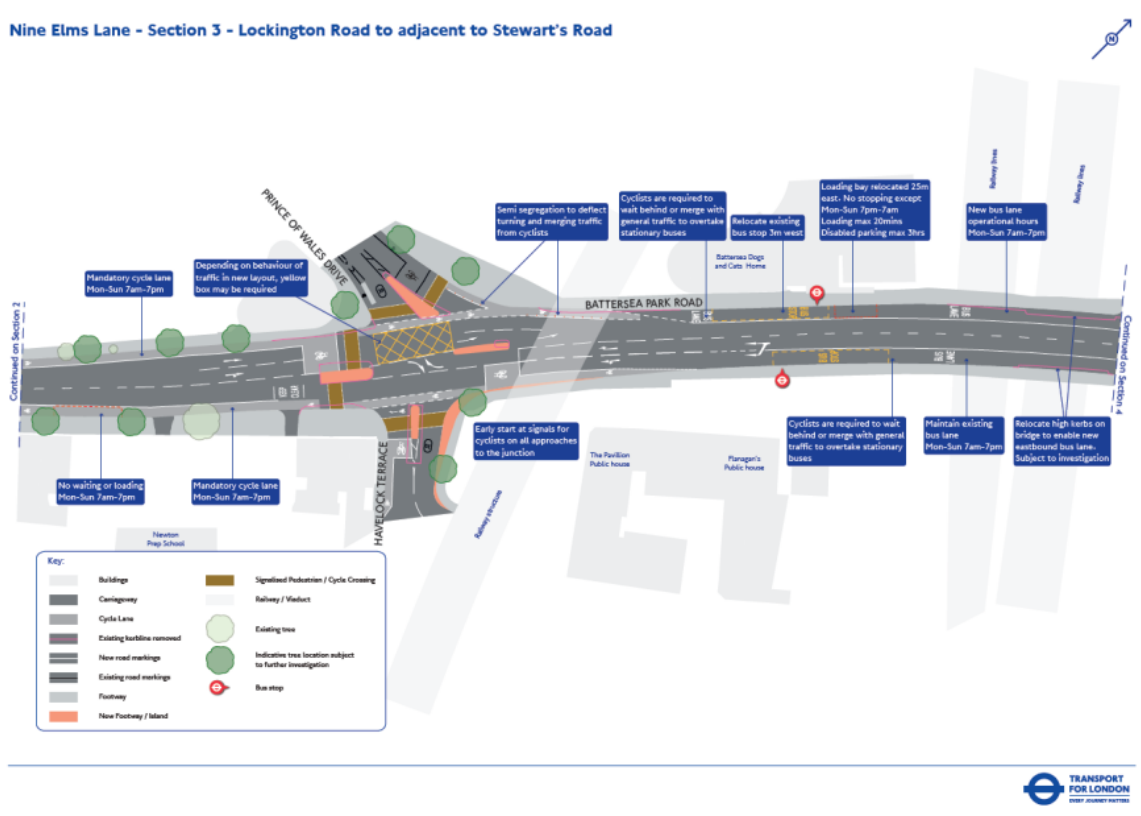 Nine Elms Lane - Section 3 - Lockington Road to adjacent to Stewart's Road
N
Continued on Section 2
Mandatory cycle lane
Mon-Sun 7am-7pm
Depending on behaviour of
traffic in new layout, yellow
box may be required
PRINCE OF WALES DRIVE
Semi segregation to deflect
turning and merging traffic
from cyclists
Cyclists are required to
wait behind or merge with
general traffic to overtake
stationary buses
Relocate existing
bus stop 3m west
Loading bay relocated 25m
east. No stopping except
Mon-Sun 7pm-7am
Loading max 20mins
Disabled parking max 3hrs
New bus lane
operational hours
Mon-Sun 7am-7pm
Railway lines
Railway lines
Battersea Dogs
and Cats Home
BATTERSEA PARK ROAD
BUS
LANE
BUS
STOP
BUS
STOP
BUS
LANE
KEEP
CLEAR
Continued on Section 4
No waiting or loading
Mon-Sun 7am-7pm
Mandatory cycle lane
Mon-Sun 7am-7pm
HAVELOCK TERRACE
Early start at signals for
cyclists on all approaches
to the junction
Railway structure
The Pavillion
Public house
Flanagan's
Public house
Cyclists are required to wait
behind or merge with general
traffic to overtake stationary
buses
Maintain existing
bus lane
Mon-Sun 7am-7pm
Relocate high kerbs on
bridge to enable new
eastbound bus lane.
Subject to investigation
Newton
Prep School
Key:
Buildings
Carriageway
Cycle Lane
Existing kerbline removed
New road markings
Existing road markings
Footway
New Footway / Island
Signalised Pedestrian / Cycle Crossing
Railway / Viaduct
Existing tree
Indicative tree location subject
to further investigation
Bus stop
TRANSPORT
FOR LONDON
EVERY JOURNEY MATTERS